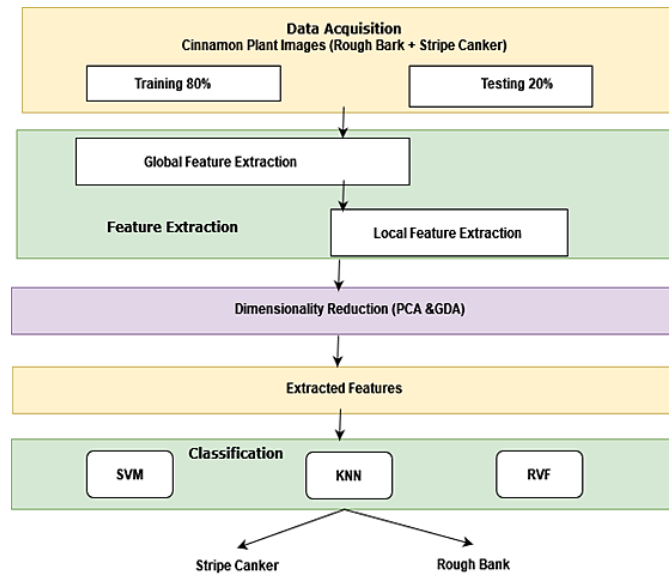 Data Acquisition
Cinnamon Plant Images (Rough Bark + Stripe Canker)
Training 80%
Testing 20%
Global Feature Extraction
Feature Extraction
Local Feature Extraction
Dimensionality Reduction (PCA &GDA)
Extracted Features
Classification
SVM
KNN
RVF
Stripe Canker
Rough Bank